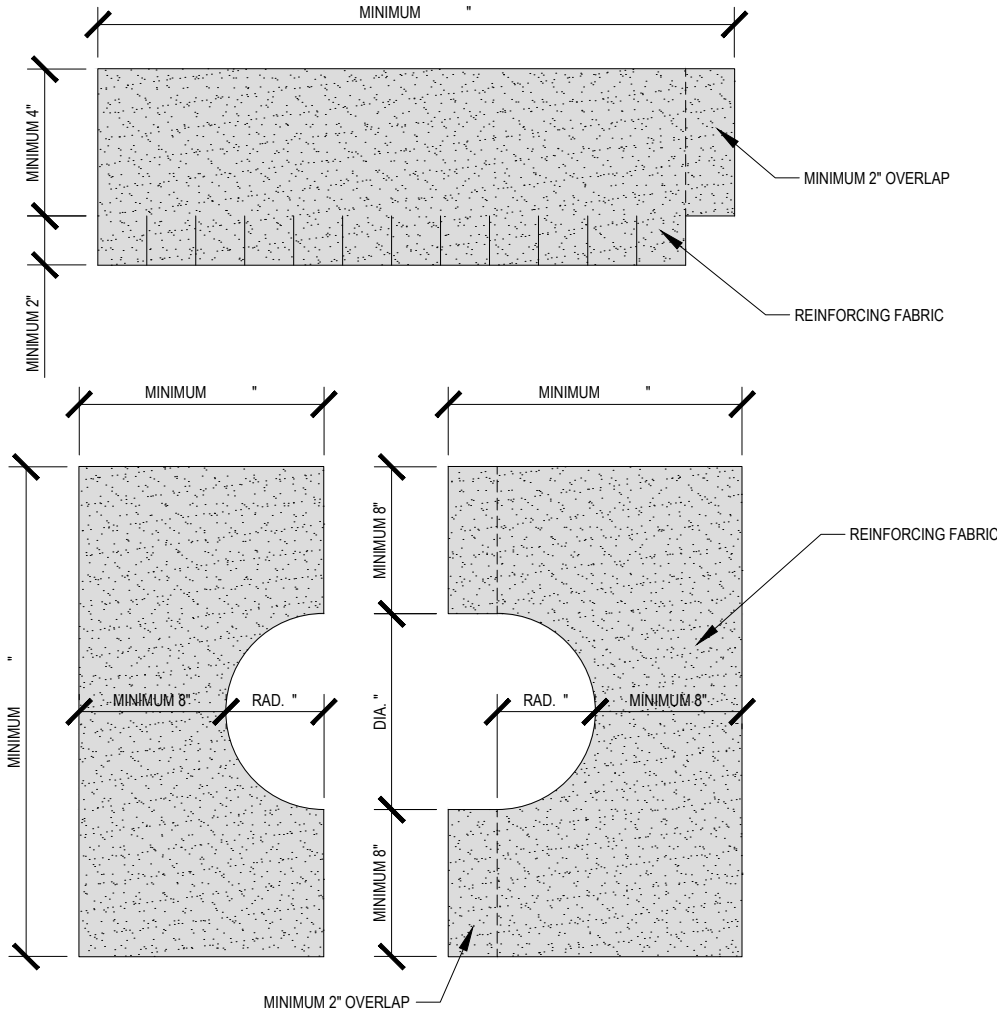 MINIMUM "
MINIMUM 4"
MINIMUM 2" OVERLAP
MINIMUM 2"
REINFORCING FABRIC
MINIMUM "
MINIMUM "
MINIMUM 8"
REINFORCING FABRIC
MINIMUM "
MINIMUM 8"
RAD. "
DIA. "
RAD. "
MINIMUM 8"
MINIMUM 8"
MINIMUM 2" OVERLAP